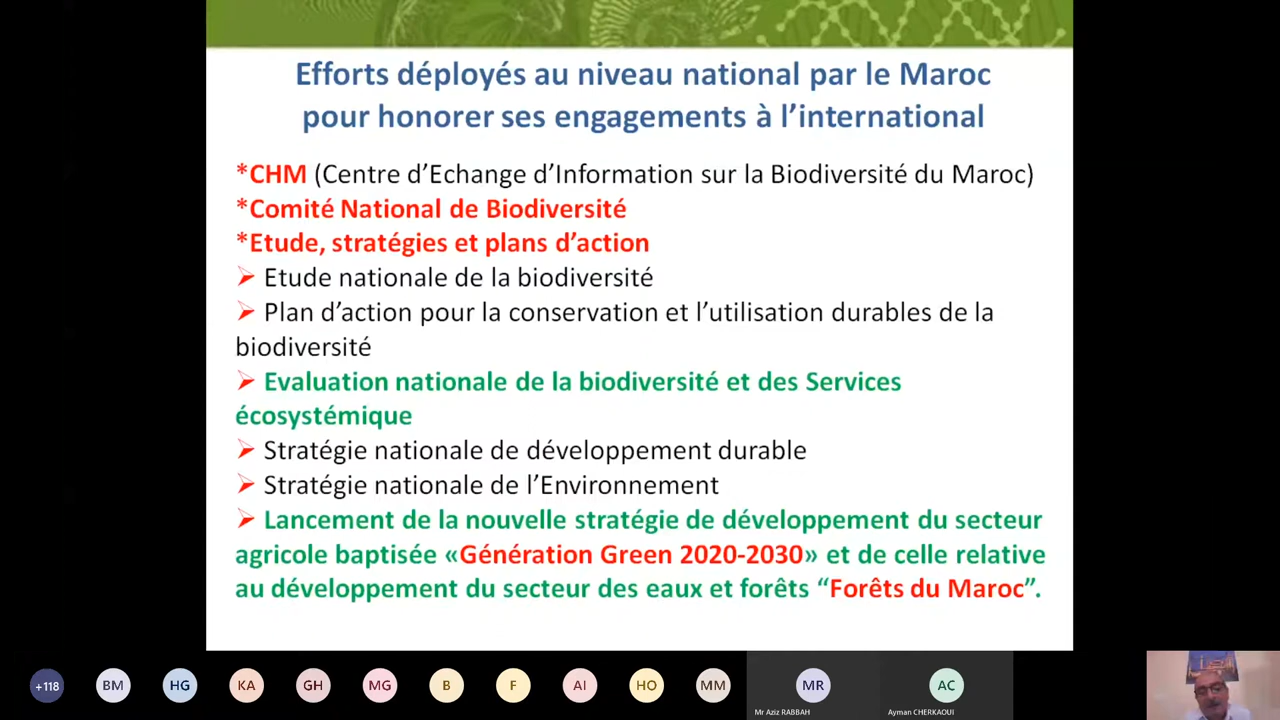 Efforts déployés au niveau national par le Maroc
pour honorer ses engagements à l’international
*CHM (Centre d’Echange d’Information sur la Biodiversité du Maroc)
*Comité National de Biodiversité
*Etude, stratégies et plans d’action
➢ Etude nationale de la biodiversité
➢ Plan d’action pour la conservation et l’utilisation durables de la
biodiversité
➢ Evaluation nationale de la biodiversité et des Services
écosystémique
➢ Stratégie nationale de développement durable
➢ Stratégie nationale de l’Environnement
➢ Lancement de la nouvelle stratégie de développement du secteur
agricole baptisée «Génération Green 2020-2030» et de celle relative
au développement du secteur des eaux et forêts “Forêts du Maroc”.
+118 BM HG KA GH MG B F AI HO MM MR AC
Mr Aziz RABBAH Ayman CHERKAOUI